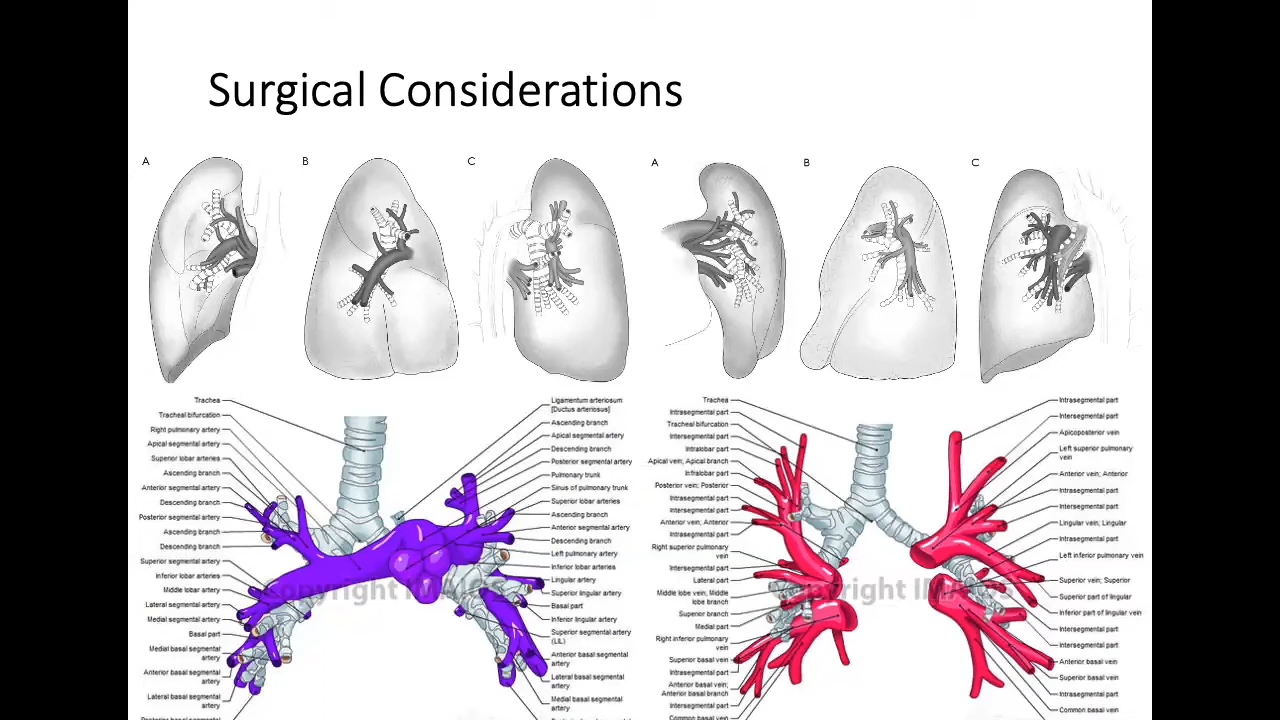 Surgical Considerations
A
B
C
A
B
C
Trachea
Tracheal bifurcation
Right pulmonary artery
Apical segmental artery
Superior lobar arteries
Ascending branch
Anterior segmental artery
Descending branch
Posterior segmental artery
Ascending branch
Descending branch
Superior segmental artery
Inferior lobar arteries
Middle lobar artery
Lateral segmental artery
Medial segmental artery
Basal part
Medial basal segmental
artery
Anterior basal segmental
artery
Lateral basal segmental
artery
Ligamentum arteriosum
[Ductus arteriosus]
Ascending branch
Apical segmental artery
Descending branch
Posterior segmental artery
Pulmonary trunk
Sinus of pulmonary trunk
Superior lobar arteries
Ascending branch
Anterior segmental artery
Descending branch
Left pulmonary artery
Inferior lobar arteries
Lingular artery
Superior lingular artery
Basal part
Inferior lingular artery
Superior segmental artery
(LIL)
Anterior basal segmental
artery
Lateral basal segmental
artery
Medial basal segmental
artery
Trachea
Intrasegmental part
Tracheal bifurcation
Intersegmental part
Intralobar part
Apical vein; Apical branch
Infralobar part
Posterior vein; Posterior
Intrasegmental part
Intersegmental part
Anterior vein; Anterior
Intrasegmental part
Right superior pulmonary
vein
Intersegmental part
Lateral part
Middle lobe vein; Middle
lobe branch
Superior branch
Medial part
Right inferior pulmonary
vein
Superior basal vein
Intrasegmental part
Anterior basal vein;
Anterior basal branch
Intersegmental part
Common basal vein
Intrasegmental part
Intersegmental part
Apicoposterior vein
Left superior pulmonary
vein
Anterior vein; Anterior
Intrasegmental part
Intersegmental part
Lingular vein; Lingular
Intrasegmental part
Left inferior pulmonary vein
Superior vein; Superior
Superior part of lingular
Inferior part of lingular vein
Intersegmental part
Intersegmental part
Anterior basal vein
Superior basal vein
Intrasegmental part
Common basal vein